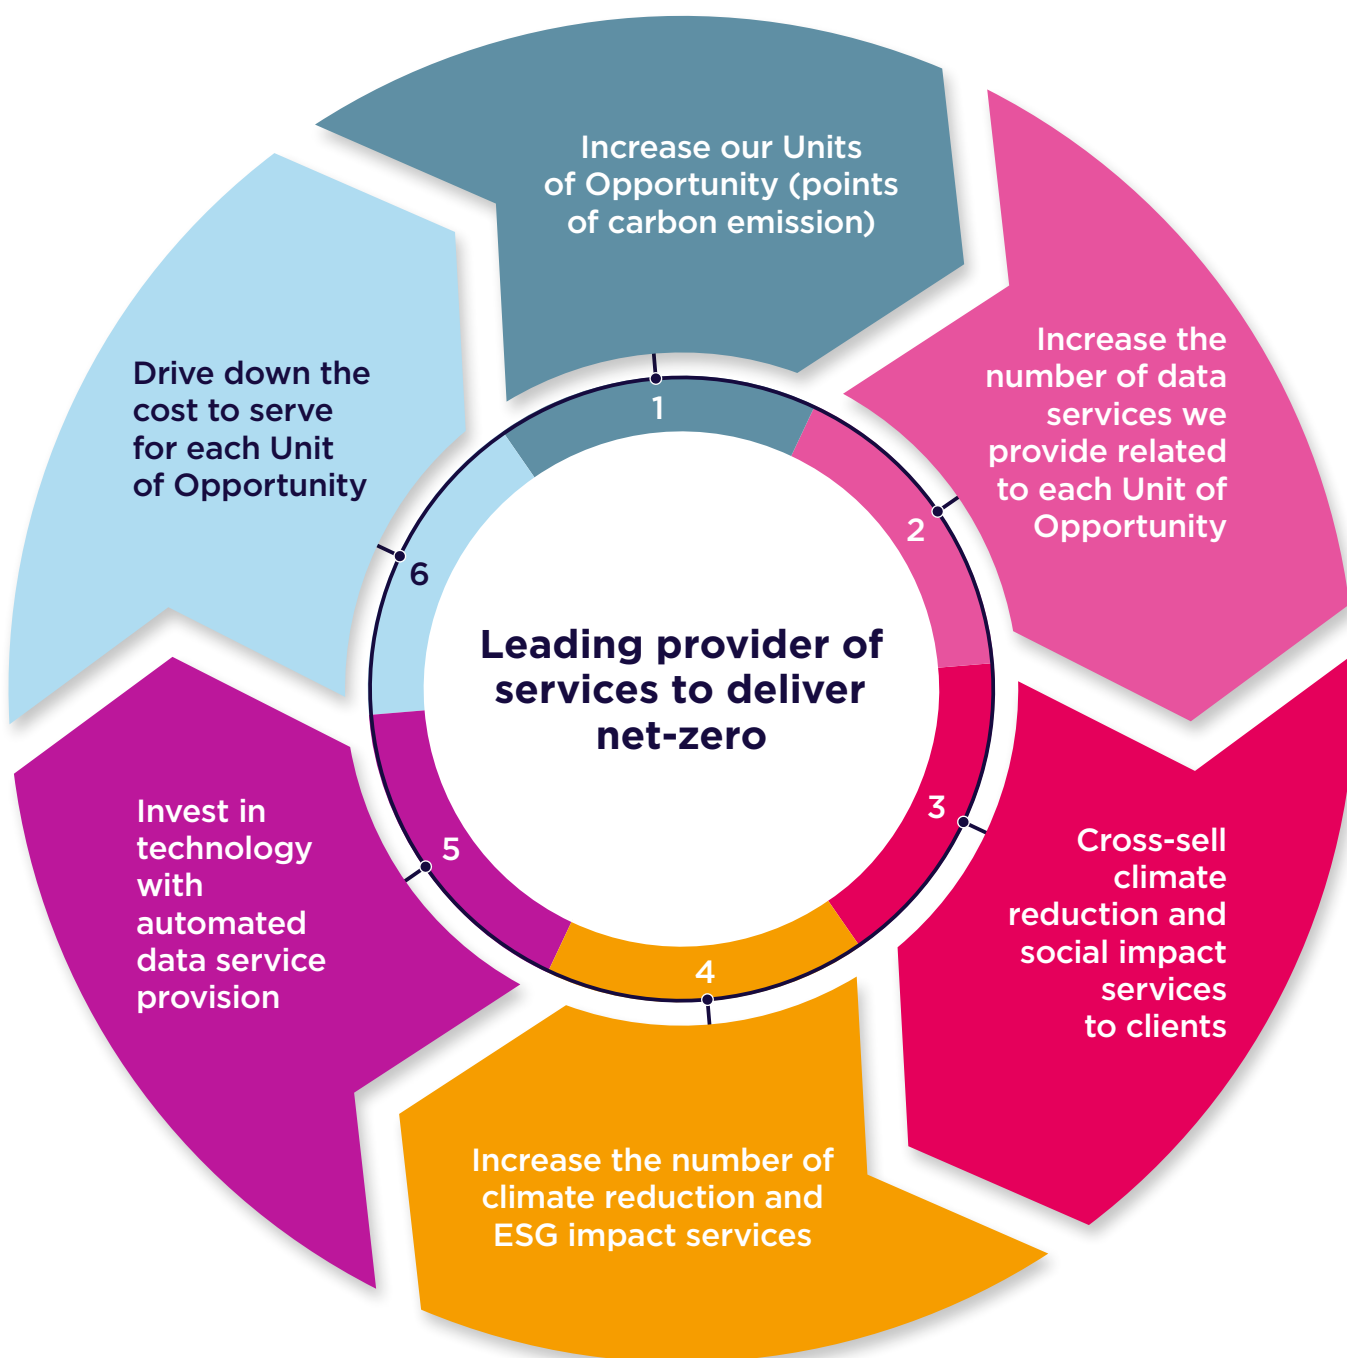 Increase our Units
of Opportunity (points
of carbon emission)
1
Increase the
number of data
services we
provide related
to each Unit of
Opportunity
2
Cross-sell
climate
reduction and
social impact
services
to clients
3
Increase the number of
climate reduction and
ESG impact services
4
Invest in
technology
with
automated
data service
provision
5
Drive down the
cost to serve
for each Unit
of Opportunity
6
Leading provider of
services to deliver
net-zero